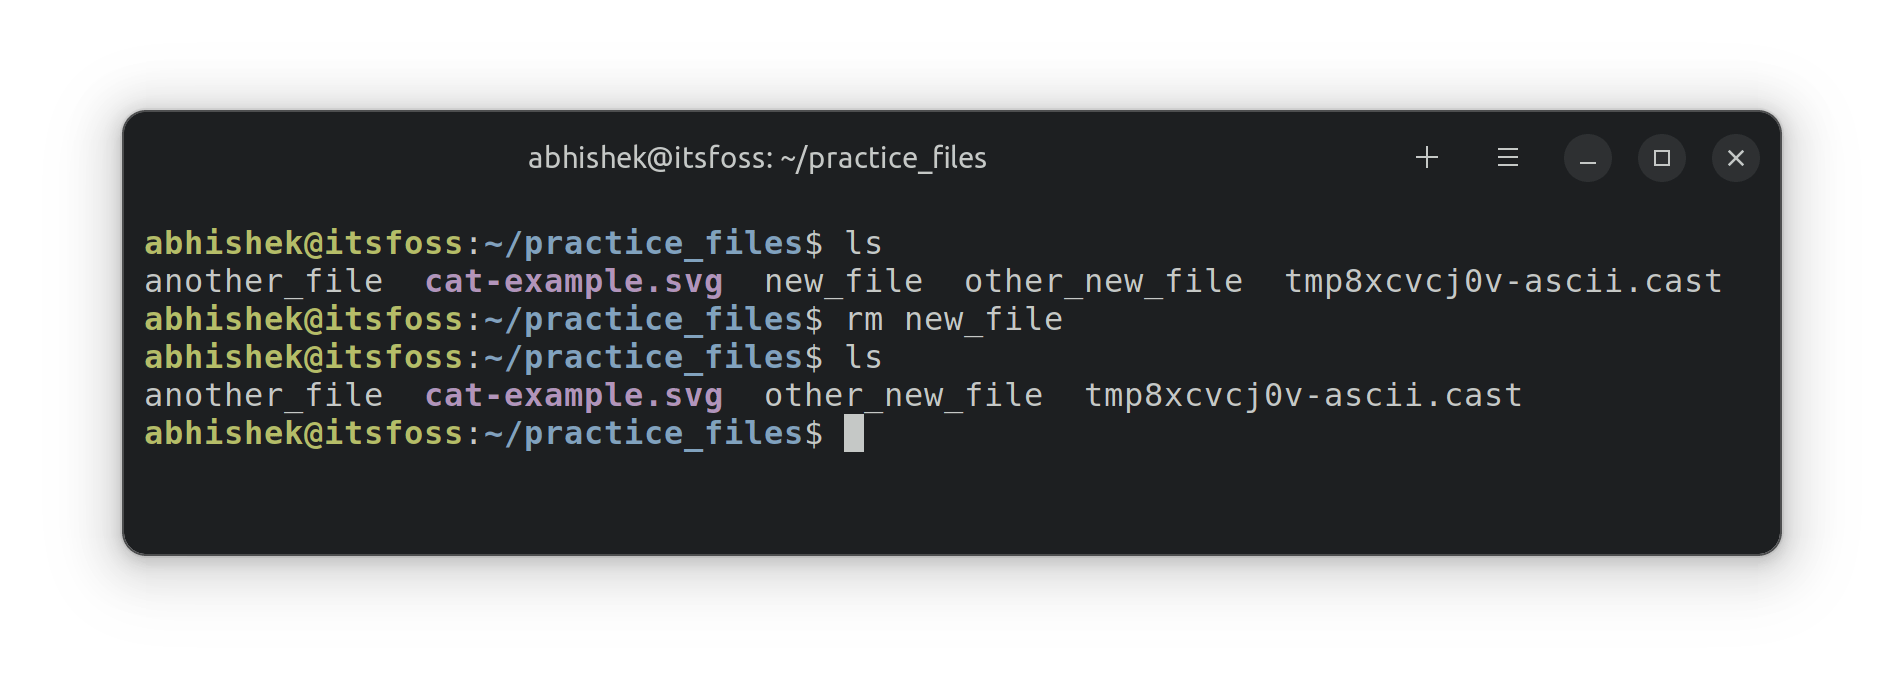 abhishek@itsfoss: ~/practice_files
abhishek@itsfoss:~/practice_files$ ls
another_file  cat-example.svg  new_file  other_new_file  tmp8xcvcj0v-ascii.cast
abhishek@itsfoss:~/practice_files$ rm new_file
abhishek@itsfoss:~/practice_files$ ls
another_file  cat-example.svg  other_new_file  tmp8xcvcj0v-ascii.cast
abhishek@itsfoss:~/practice_files$